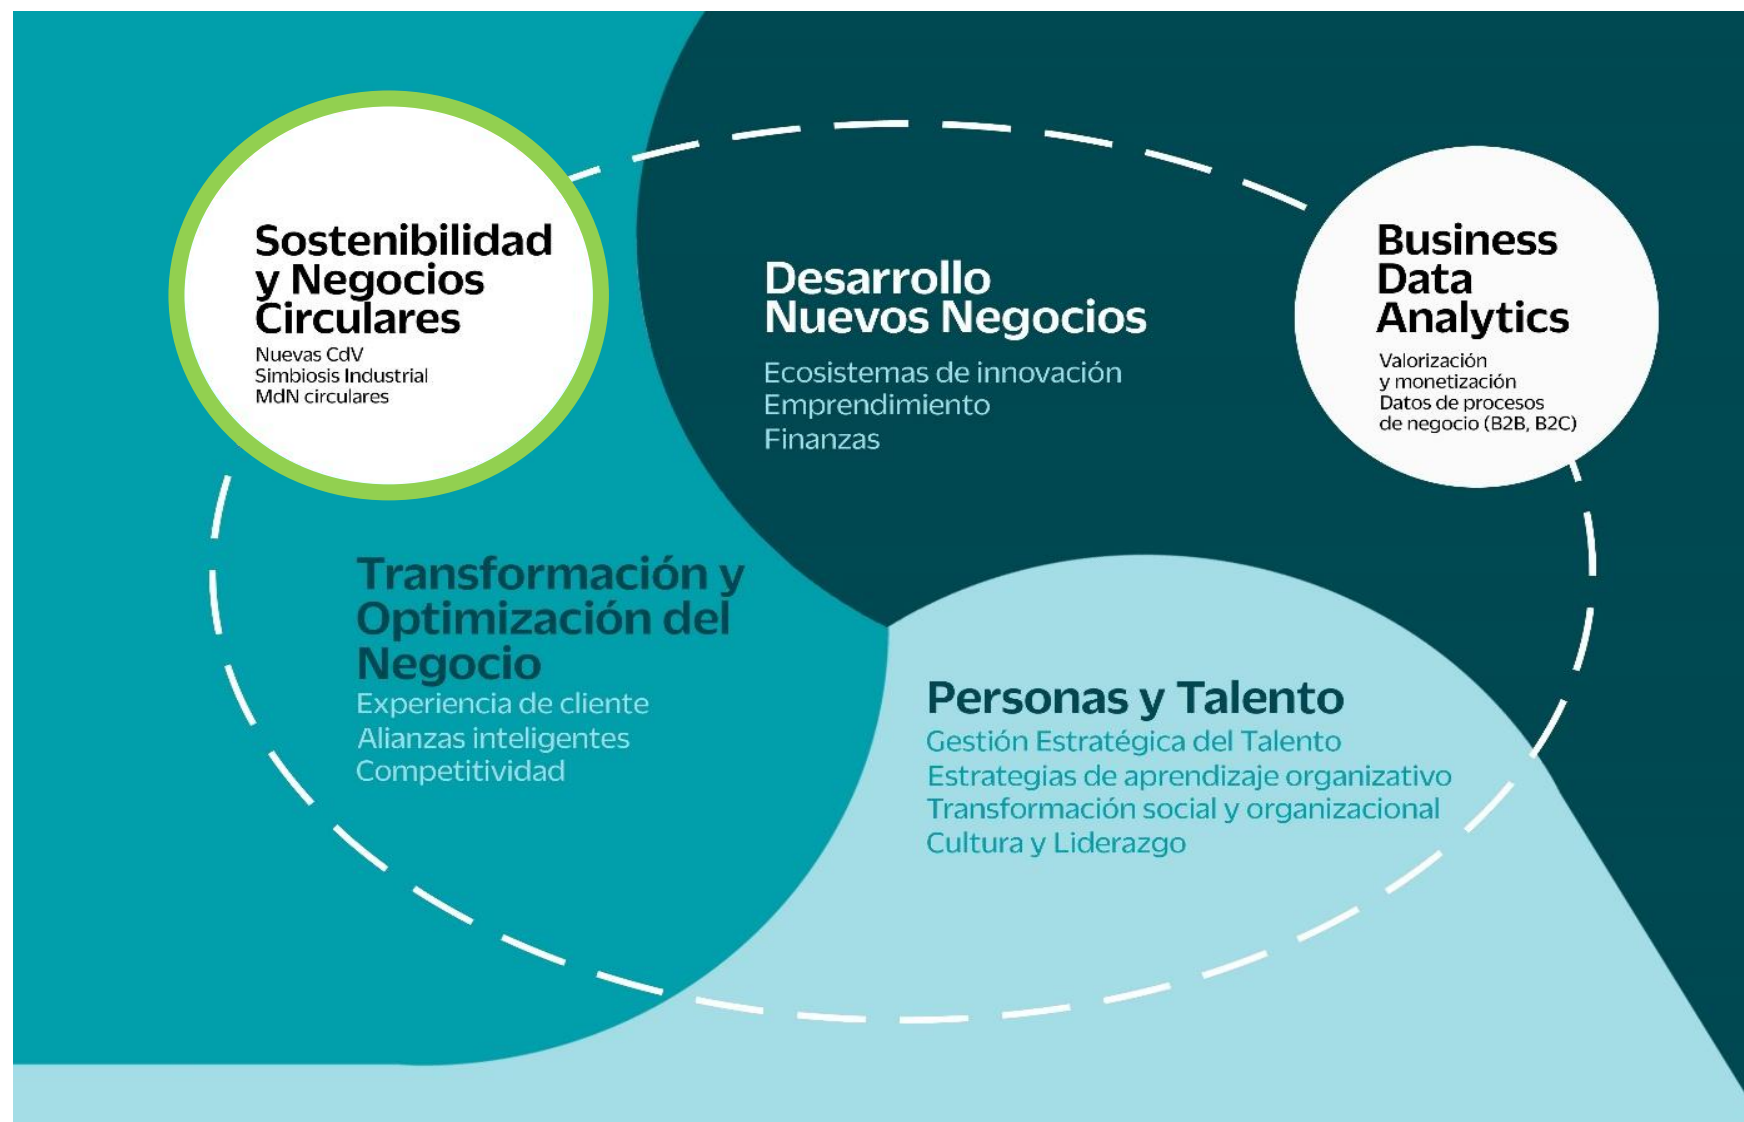 Sostenibilidad
y Negocios
Circulares
Nuevas CdV
Simbiosis Industrial
MdN circulares
Desarrollo
Nuevos Negocios
Ecosistemas de innovación
Emprendimiento
Finanzas
Business
Data
Analytics
Valorización
y monetización
Datos de procesos
de negocio (B2B, B2C)
Transformación y
Optimización del
Negocio
Experiencia de cliente
Alianzas inteligentes
Competitividad
Personas y Talento
Gestión Estratégica del Talento
Estrategias de aprendizaje organizativo
Transformación social y organizacional
Cultura y Liderazgo